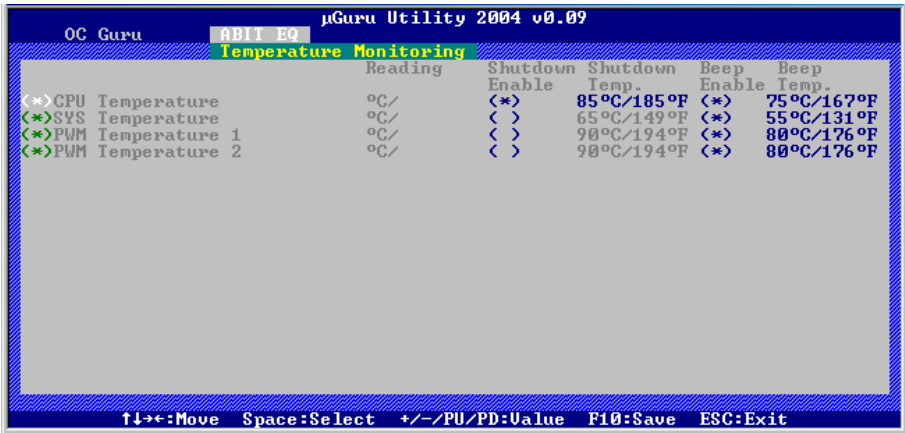 µGuru Utility 2004 v0.09
OC Guru ABIT EQ
Temperature Monitoring
Reading Shutdown Shutdown Beep Beep
Enable Temp. Enable Temp.
(*)CPU Temperature ºC/ (*) 85ºC/185ºF (*) 75ºC/167ºF
(*)SYS Temperature ºC/ ( ) 65ºC/149ºF (*) 55ºC/131ºF
(*)PWM Temperature 1 ºC/ ( ) 90ºC/194ºF (*) 80ºC/176ºF
(*)PWM Temperature 2 ºC/ ( ) 90ºC/194ºF (*) 80ºC/176ºF
↑↓→←:Move Space:Select +/-/PU/PD:Value F10:Save ESC:Exit